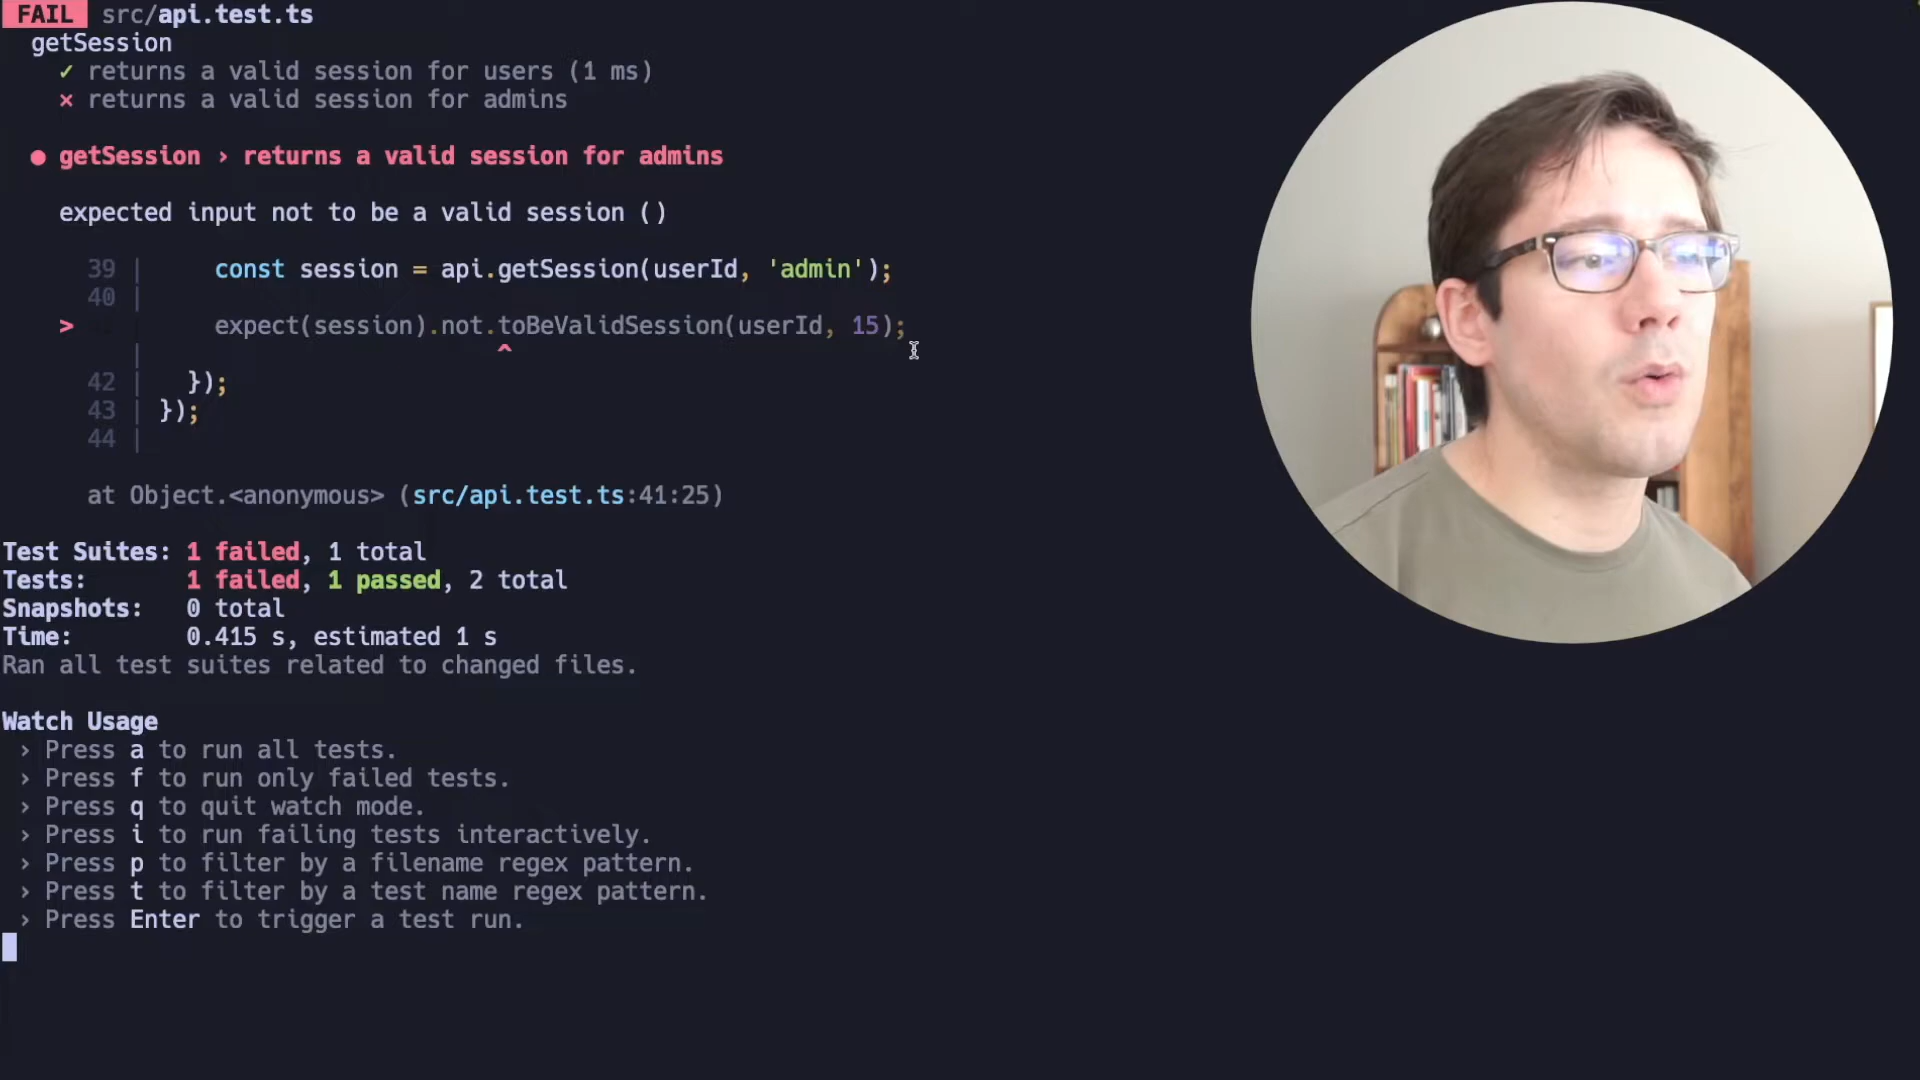 FAIL src/api.test.ts
getSession
✓ returns a valid session for users (1 ms)
× returns a valid session for admins
● getSession › returns a valid session for admins
expected input not to be a valid session ()
39 |     const session = api.getSession(userId, 'admin');
40 |
>     expect(session).not.toBeValidSession(userId, 15);
|                         ^
42 |   });
43 | });
44 |
at Object.<anonymous> (src/api.test.ts:41:25)
Test Suites: 1 failed, 1 total
Tests: 1 failed, 1 passed, 2 total
Snapshots: 0 total
Time: 0.415 s, estimated 1 s
Ran all test suites related to changed files.
Watch Usage
› Press a to run all tests.
› Press f to run only failed tests.
› Press q to quit watch mode.
› Press i to run failing tests interactively.
› Press p to filter by a filename regex pattern.
› Press t to filter by a test name regex pattern.
› Press Enter to trigger a test run.